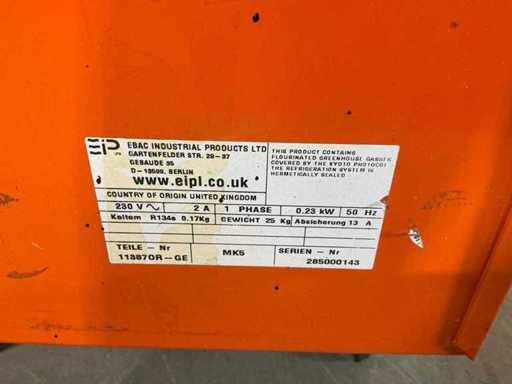 EIP
EBAC INDUSTRIAL PRODUCTS LTD
GARTENFELDER STR. 29-37
GEBAUDE 35
D-13599, BERLIN
www.eipl.co.uk
COUNTRY OF ORIGIN UNITED KINGDOM
THIS PRODUCT CONTAINS
FLOURINATED GREENHOUSE GASSES
COVERED BY THE KYOTO PHOTOCOL
THE REFRIGERATION SYSTEM IS
HERMETICALLY SEALED
230 V 2 A 1 PHASE 0.23 kW 50 Hz
Kaltem R134a 0.17Kg GEWICHT 25 Kg Absicherung 13 A
TEILE-Nr MK5 SERIEN-Nr
11387OR-GE 285000143